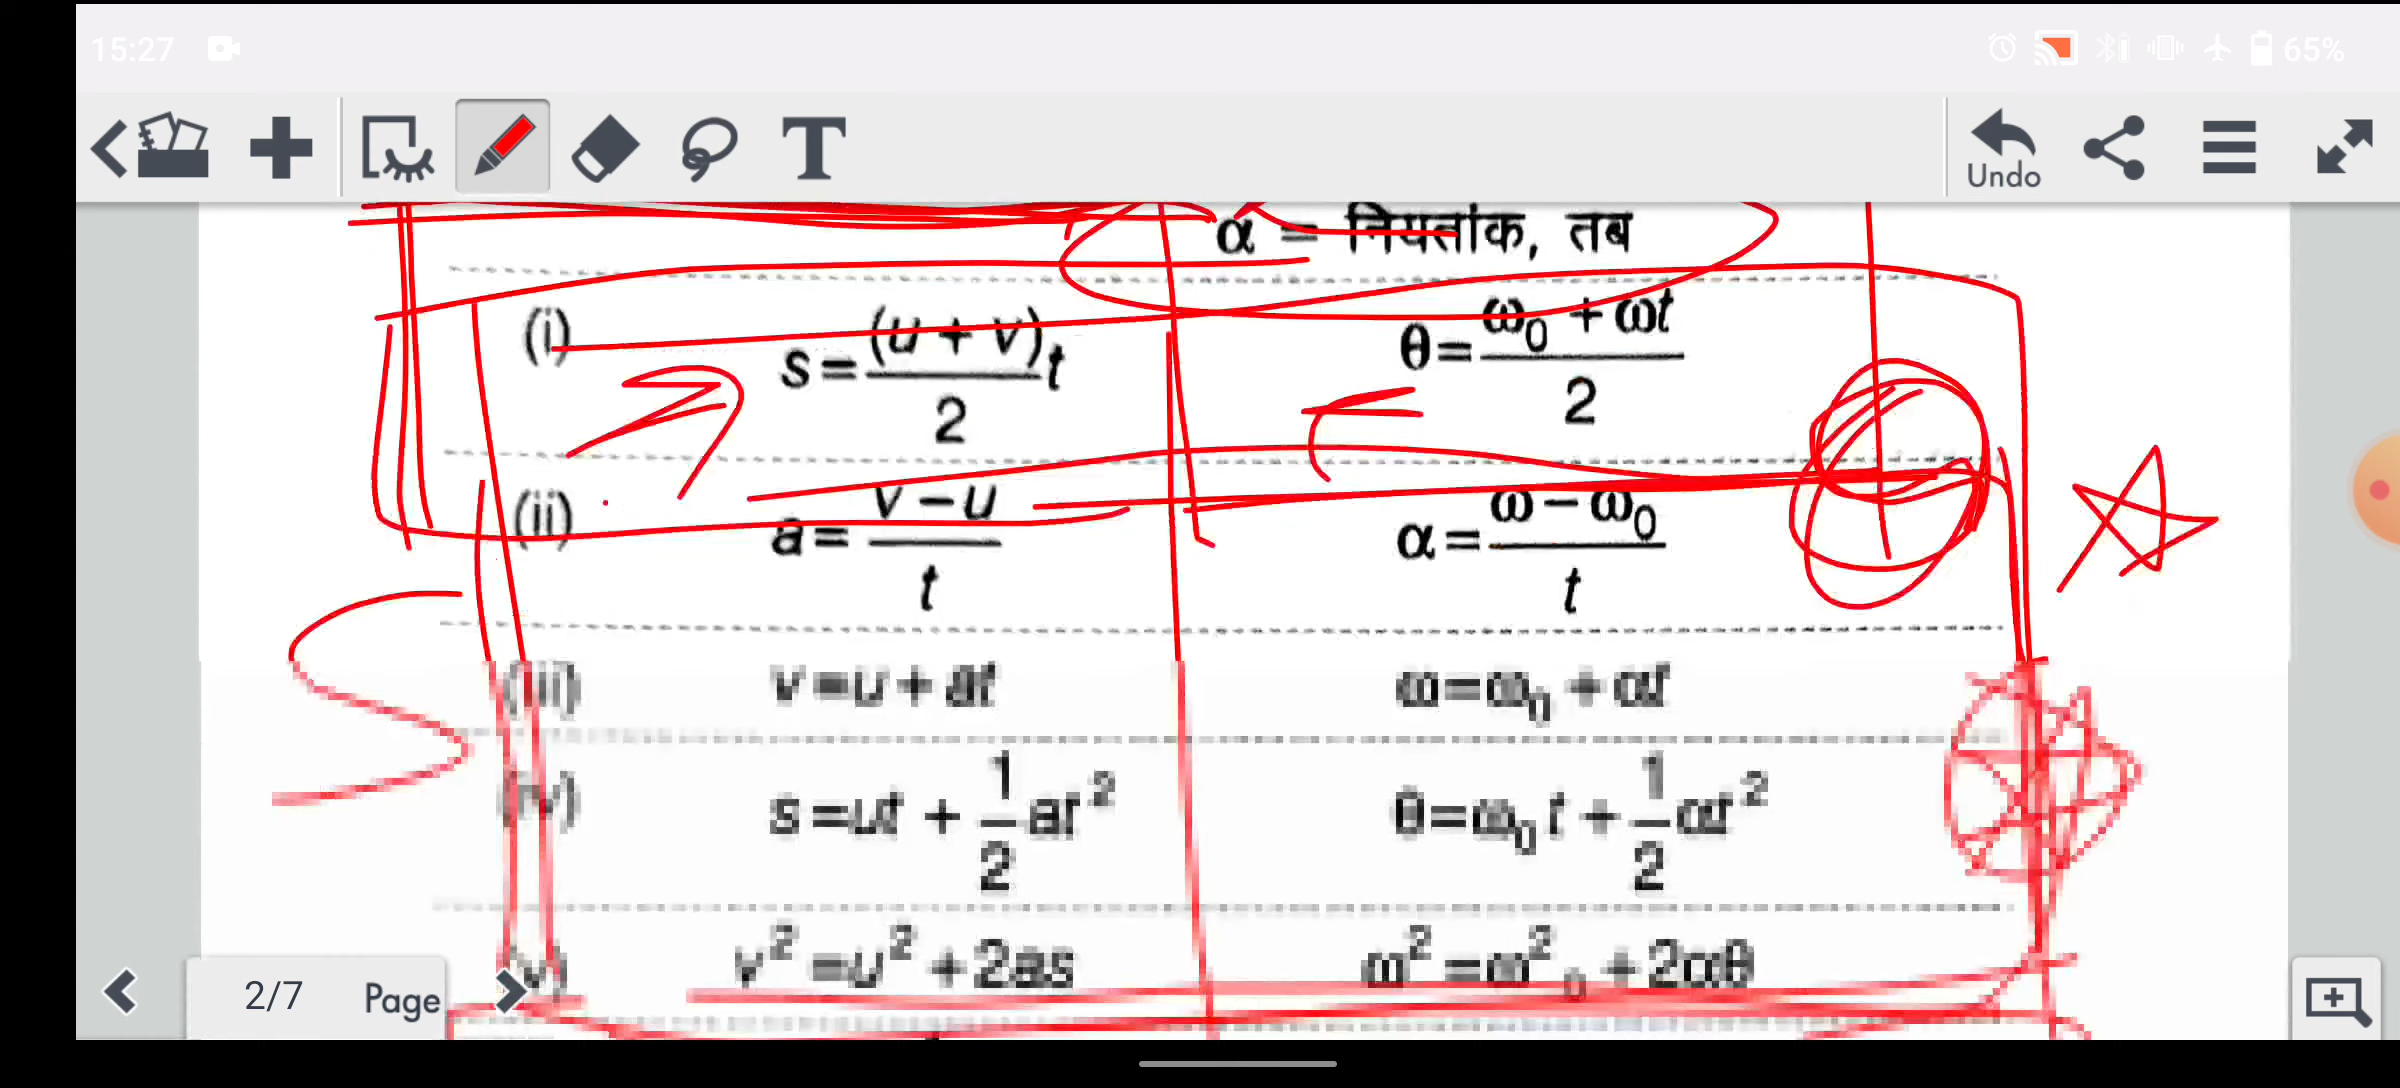 15:27 65%
T Undo
α = नियतांक, तब
(i) s = (u + v)/2 t θ = ω₀ + ωt/2
(ii) a = v − u/t α = ω − ω₀/t
(iii) v = u + at ω = ω₀ + αt
(iv) s = ut + 1/2 at² θ = ω₀t + 1/2 αt²
(v) v² = u² + 2as ω² = ω²₀ + 2αθ
2/7 Page